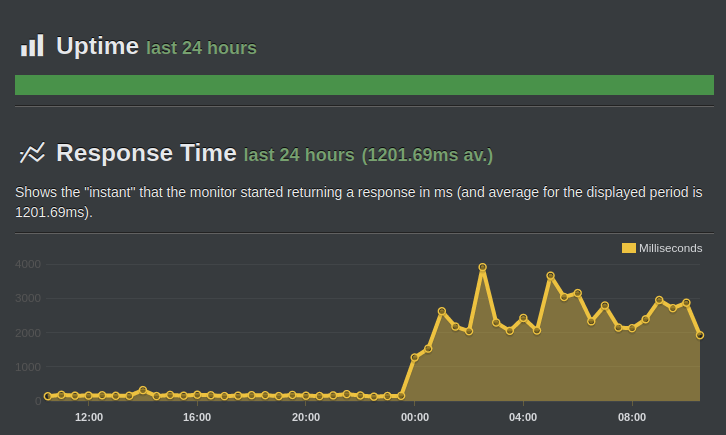 Uptime last 24 hours
Response Time last 24 hours (1201.69ms av.)
Shows the "instant" that the monitor started returning a response in ms (and average for the displayed period is
1201.69ms).
Milliseconds
4000
3000
2000
1000
0
12:00 16:00 20:00 00:00 04:00 08:00